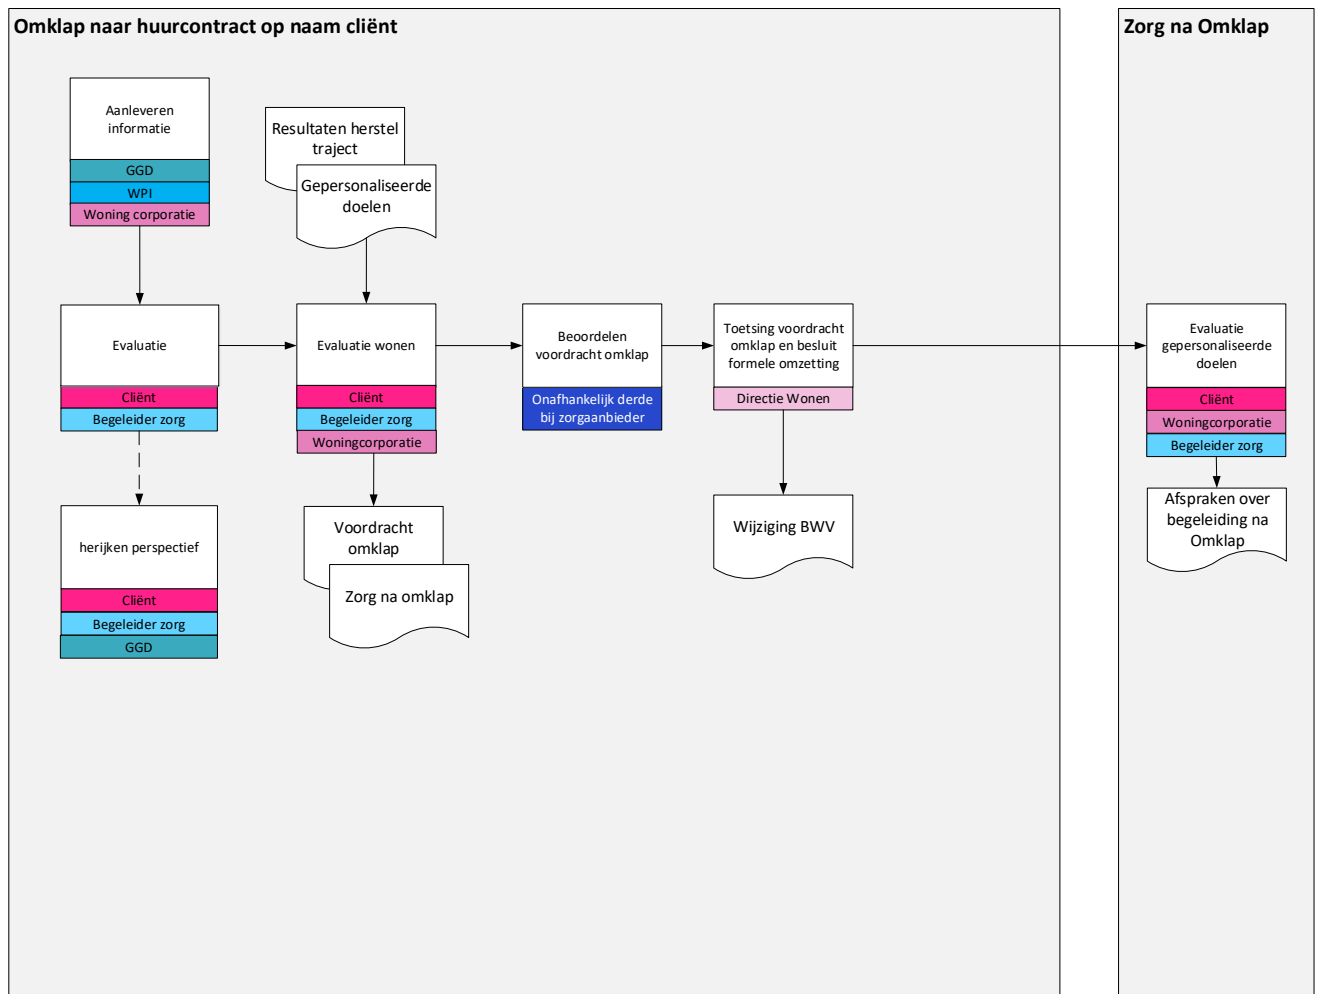 Omklap naar huurcontract op naam cliënt
Zorg na Omklap
Aanleveren
informatie
GGD
WPI
Woning corporatie
Resultaten herstel
traject
Gepersonaliseerde
doelen
Evaluatie
Cliënt
Begeleider zorg
Evaluatie wonen
Cliënt
Begeleider zorg
Woningcorporatie
Beoordelen
voordracht omklap
Onafhankelijk derde
bij zorgaanbieder
Toetsing voordracht
omklap en besluit
formele omzetting
Directie Wonen
Evaluatie
gepersonaliseerde
doelen
Cliënt
Woningcorporatie
Begeleider zorg
herijken perspectief
Cliënt
Begeleider zorg
GGD
Voordracht
omklap
Zorg na omklap
Wijziging BWV
Afspraken over
begeleiding na
Omklap